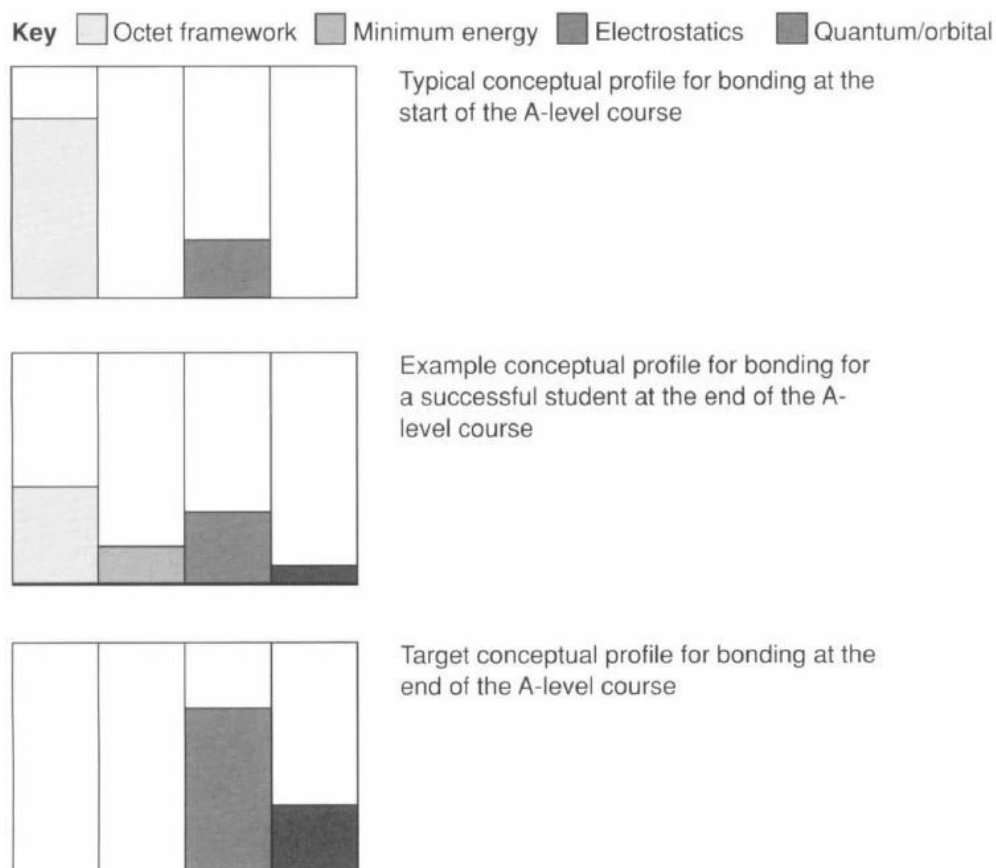 Key Octet framework Minimum energy Electrostatics Quantum/orbital
Typical conceptual profile for bonding at the
start of the A-level course
Example conceptual profile for bonding for
a successful student at the end of the A-
level course
Target conceptual profile for bonding at the
end of the A-level course